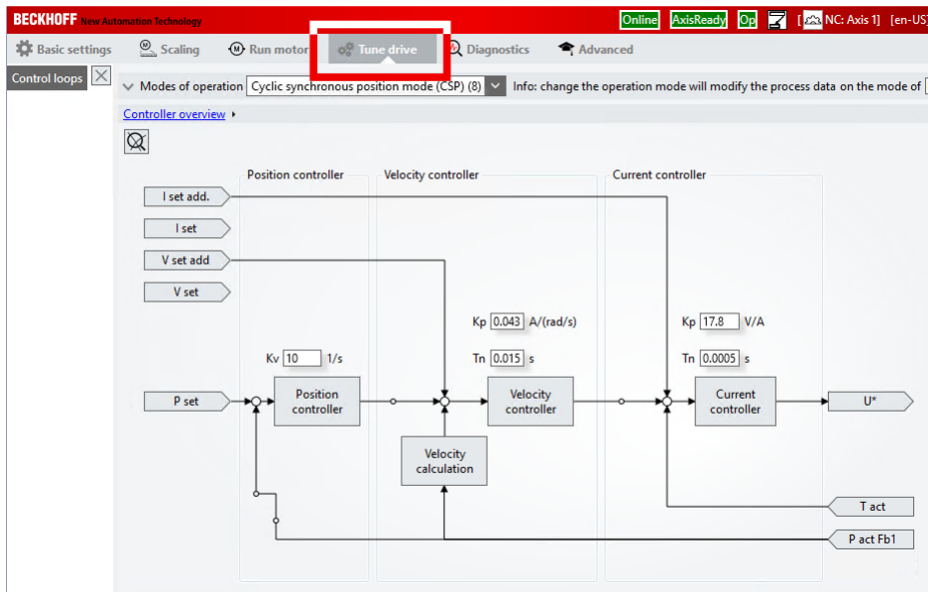 BECKHOFF New Automation Technology
Online AxisReady Op [ NC: Axis 1] [en-US]
Basic settings Scaling Run motor Tune drive Diagnostics Advanced
Control loops
Modes of operation Cyclic synchronous position mode (CSP) (8) Info: change the operation mode will modify the process data on the mode of
Controller overview
Position controller Velocity controller Current controller
I set add.
I set
V set add
V set
Kp 0.043 A/(rad/s) Kp 17.8 V/A
Kv 10 1/s Tn 0.015 s Tn 0.0005 s
P set
Position
controller
Velocity
controller
Current
controller
U*
Velocity
calculation
T act
P act Fb1